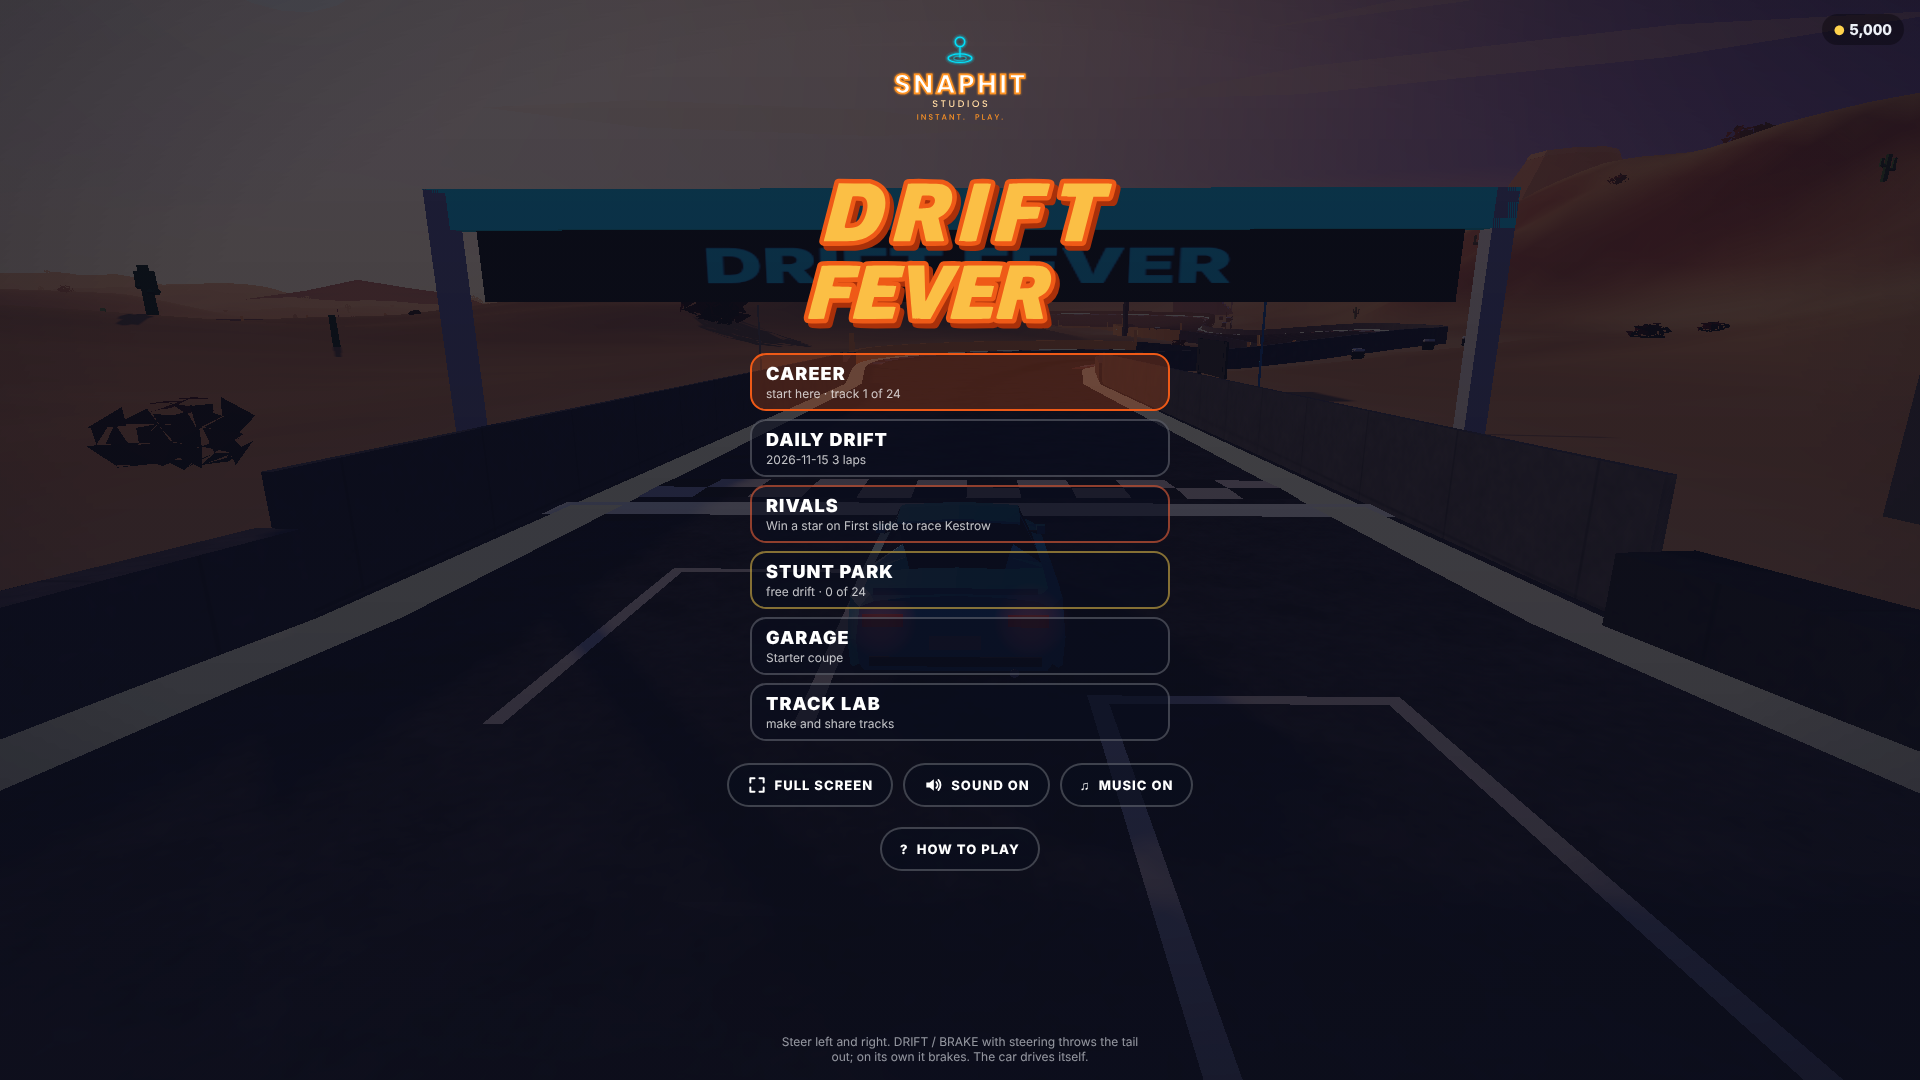 5,000
SNAPHIT
STUDIOS
INSTANT. PLAY.
DRIFT
FEVER
DRIFT FEVER
CAREER
start here · track 1 of 24
DAILY DRIFT
2026-11-15 3 laps
RIVALS
Win a star on First slide to race Kestrow
STUNT PARK
free drift · 0 of 24
GARAGE
Starter coupe
TRACK LAB
make and share tracks
FULL SCREEN
SOUND ON
MUSIC ON
? HOW TO PLAY
Steer left and right. DRIFT / BRAKE with steering throws the tail
out; on its own it brakes. The car drives itself.